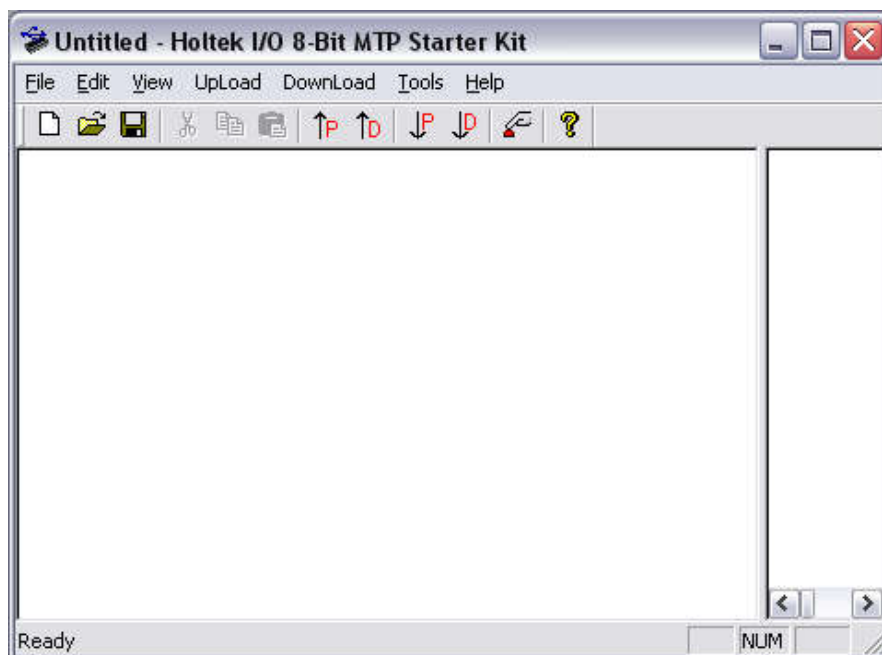 Untitled - Holtek I/O 8-Bit MTP Starter Kit
File Edit View UpLoad DownLoad Tools Help
P D P D ?
Ready NUM